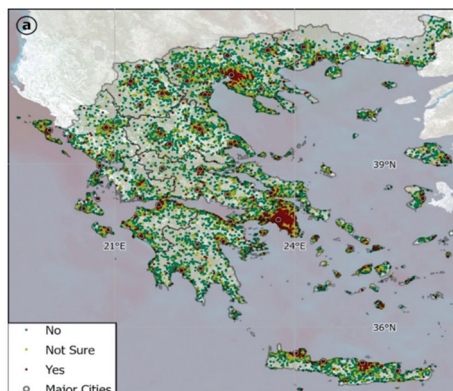 a
39°N
21°E
24°E
36°N
No
Not Sure
Yes
Major Cities